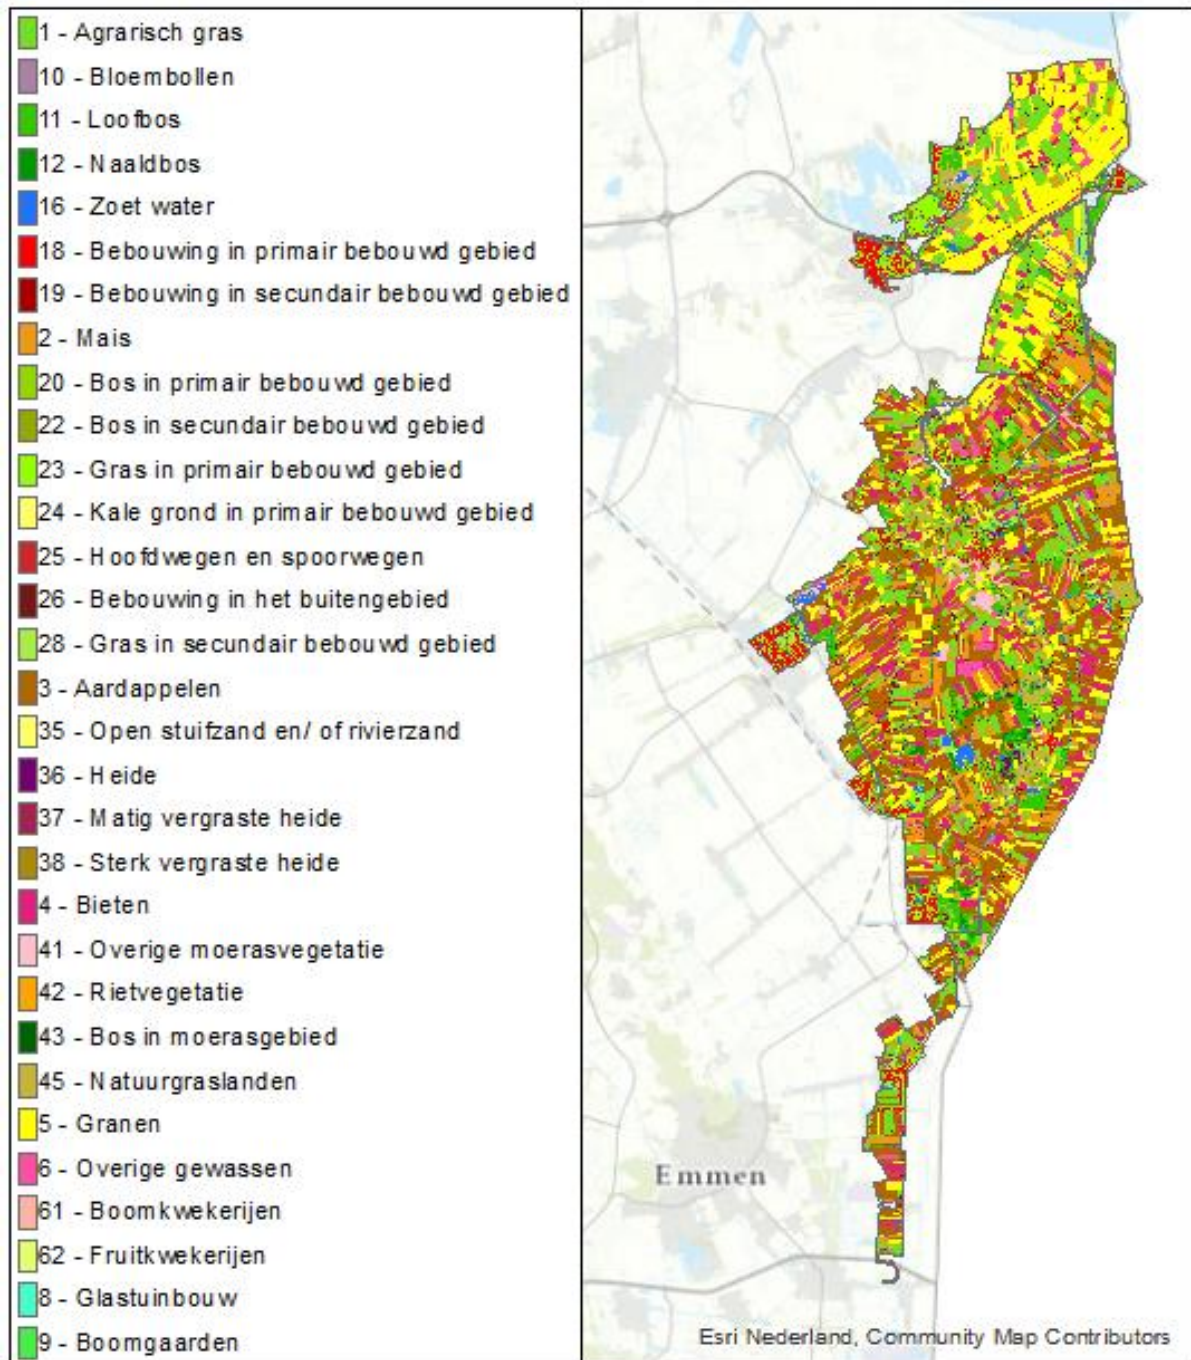 1 - Agrarisch gras
10 - Bloembollen
11 - Loofbos
12 - Naaldbos
16 - Zoet water
18 - Bebouwing in primair bebouwd gebied
19 - Bebouwing in secundair bebouwd gebied
2 - Mais
20 - Bos in primair bebouwd gebied
22 - Bos in secundair bebouwd gebied
23 - Gras in primair bebouwd gebied
24 - Kale grond in primair bebouwd gebied
25 - Hoofdwegen en spoorwegen
26 - Bebouwing in het buitengebied
28 - Gras in secundair bebouwd gebied
3 - Aardappelen
35 - Open stuifzand en/ of rivierzand
36 - Heide
37 - Matig vergraste heide
38 - Sterk vergraste heide
4 - Bieten
41 - Overige moerasvegetatie
42 - Rietvegetatie
43 - Bos in moerasgebied
45 - Natuurgraslanden
5 - Granen
6 - Overige gewassen
61 - Boomkwekerijen
62 - Fruitkwekerijen
8 - Glastuinbouw
9 - Boomgaarden
Emmen
Esri Nederland, Community Map Contributors